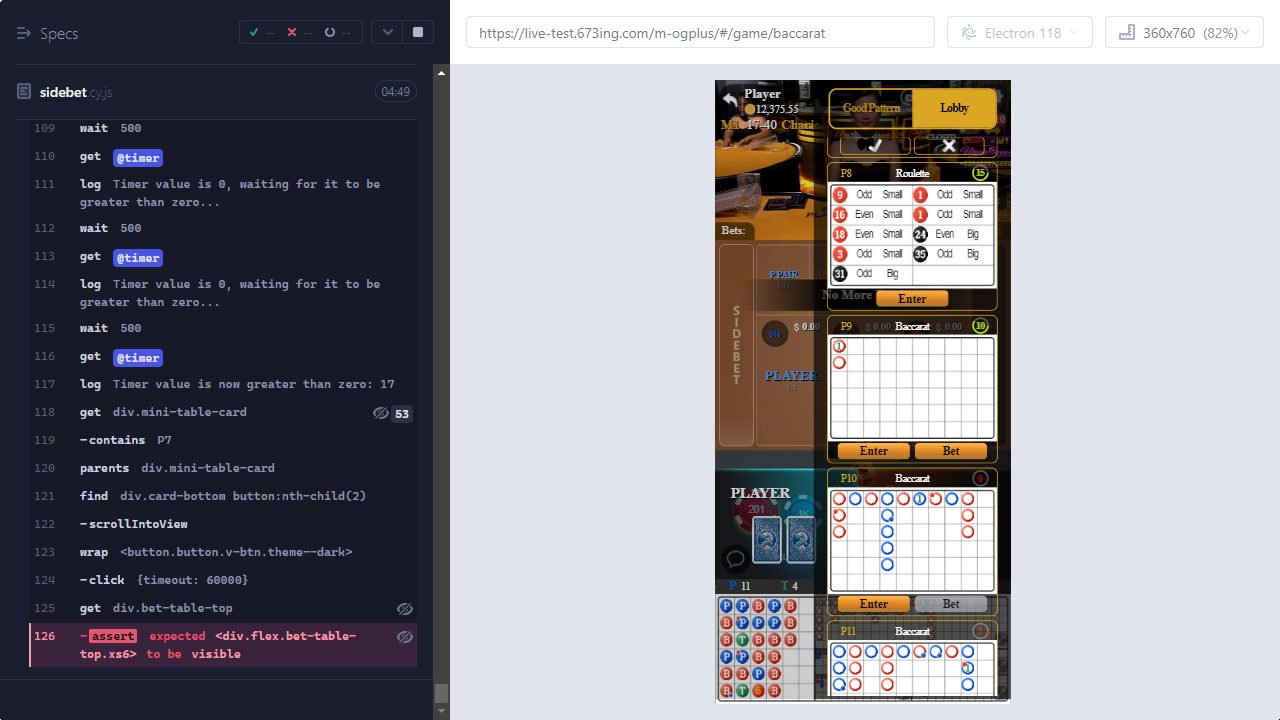 Specs
--
--
--
https://live-test.673ing.com/m-ogplus/#/game/baccarat
Electron 118
360x760 (82%)
sidebet.cy.js
04:49
109 wait 500
110 get @timer
111 log Timer value is 0, waiting for it to be
greater than zero...
112 wait 500
113 get @timer
114 log Timer value is 0, waiting for it to be
greater than zero...
115 wait 500
116 get @timer
117 log Timer value is now greater than zero: 17
118 get div.mini-table-card 53
119 -contains P7
120 parents div.mini-table-card
121 find div.card-bottom button:nth-child(2)
122 -scrollIntoView
123 wrap <button.button.v-btn.theme--dark>
124 -click {timeout: 60000}
125 get div.bet-table-top
126 -assert expected <div.flex.bet-table-
top.xs6> to be visible
Player
12,375.55
17-40
Good Pattern
Lobby
CLOSED
P8 Roulette 15
9 Odd Small 1 Odd Small
16 Even Small 1 Odd Small
18 Even Small 24 Even Big
3 Odd Small 35 Odd Big
31 Odd Big
Enter
Bets:
SIDEBET
P PAIR
No More
0%
$ 0.00
$ 0.00
$ 0.00
PLAYER
1:1
P9 Baccarat 10
1
Enter Bet
P10 Baccarat 0
1
Enter Bet
P11 Baccarat
1
PLAYER
201
1K
P 11
T 4
P P B P B
B P P P B
B T B B B
P P B B
B B P B
B T 6 B